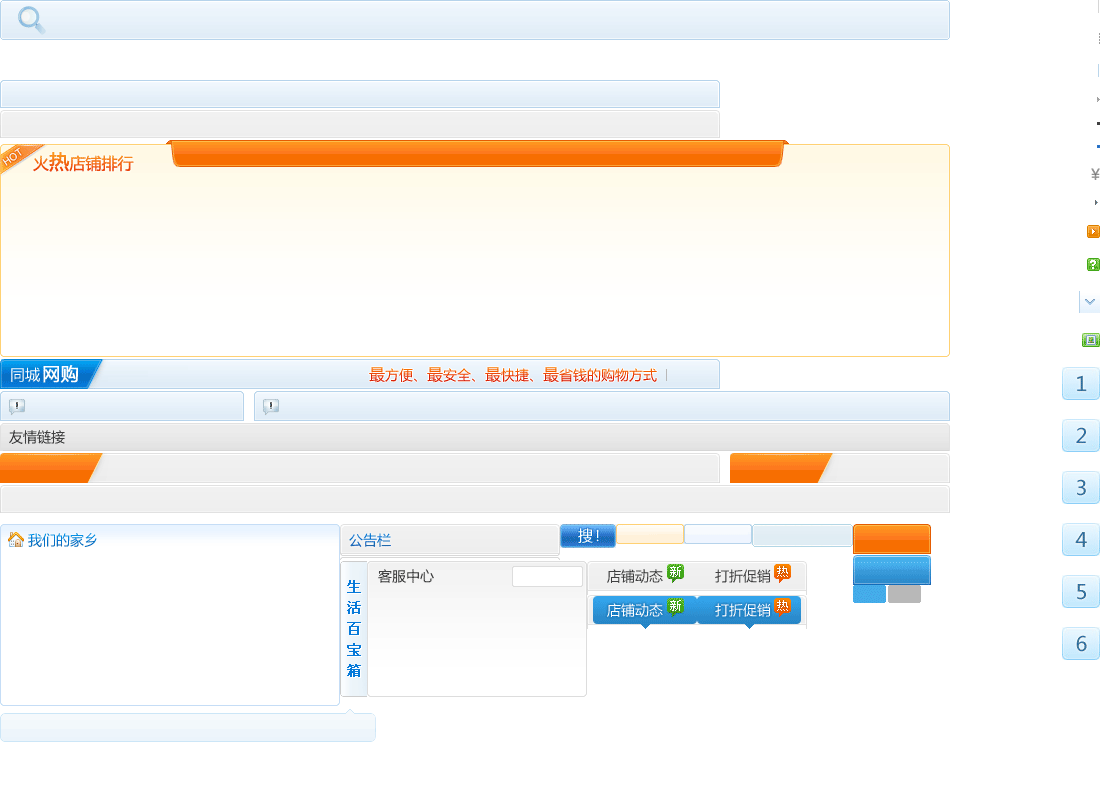 HOT
火热店铺排行
¥
?
同城网购
最方便、最安全、最快捷、最省钱的购物方式
!
!
友情链接
1
2
3
4
5
6
我们的家乡
公告栏
搜!
生活百宝箱
客服中心
店铺动态 新
打折促销 热
店铺动态 新
打折促销 热